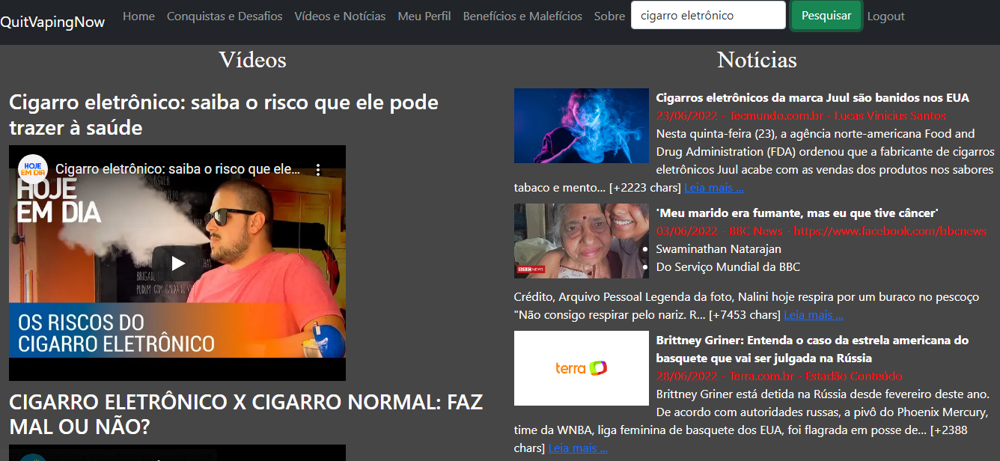 QuitVapingNow
Home
Conquistas e Desafios
Vídeos e Notícias
Meu Perfil
Benefícios e Malefícios
Sobre
cigarro eletrônico
Pesquisar
Logout
Vídeos
Cigarro eletrônico: saiba o risco que ele pode
trazer à saúde
HOJE
EM DIA
Cigarro eletrônico: saiba o risco que ele...
HOJE
EM DIA
OS RISCOS DO
CIGARRO ELETRÔNICO
CIGARRO ELETRÔNICO X CIGARRO NORMAL: FAZ
MAL OU NÃO?
Notícias
Cigarros eletrônicos da marca Juul são banidos nos EUA
23/06/2022 - Tecmundo.com.br - Lucas Vinicius Santos
Nesta quinta-feira (23), a agência norte-americana Food and
Drug Administration (FDA) ordenou que a fabricante de cigarros
eletrônicos Juul acabe com as vendas dos produtos nos sabores
tabaco e mento... [+2223 chars] Leia mais ...
BBC NEWS
'Meu marido era fumante, mas eu que tive câncer'
03/06/2022 - BBC News - https://www.facebook.com/bbcnews
Swaminathan Natarajan
Do Serviço Mundial da BBC
Crédito, Arquivo Pessoal Legenda da foto, Nalini hoje respira por um buraco no pescoço
"Não consigo respirar pelo nariz. R... [+7453 chars] Leia mais ...
terra
Brittney Griner: Entenda o caso da estrela americana do
basquete que vai ser julgada na Rússia
28/06/2022 - Terra.com.br - Estadão Conteúdo
Brittney Griner está detida na Rússia desde fevereiro deste ano.
De acordo com autoridades russas, a pivô do Phoenix Mercury,
time da WNBA, liga feminina de basquete dos EUA, foi flagrada em posse de... [+2388
chars] Leia mais ...